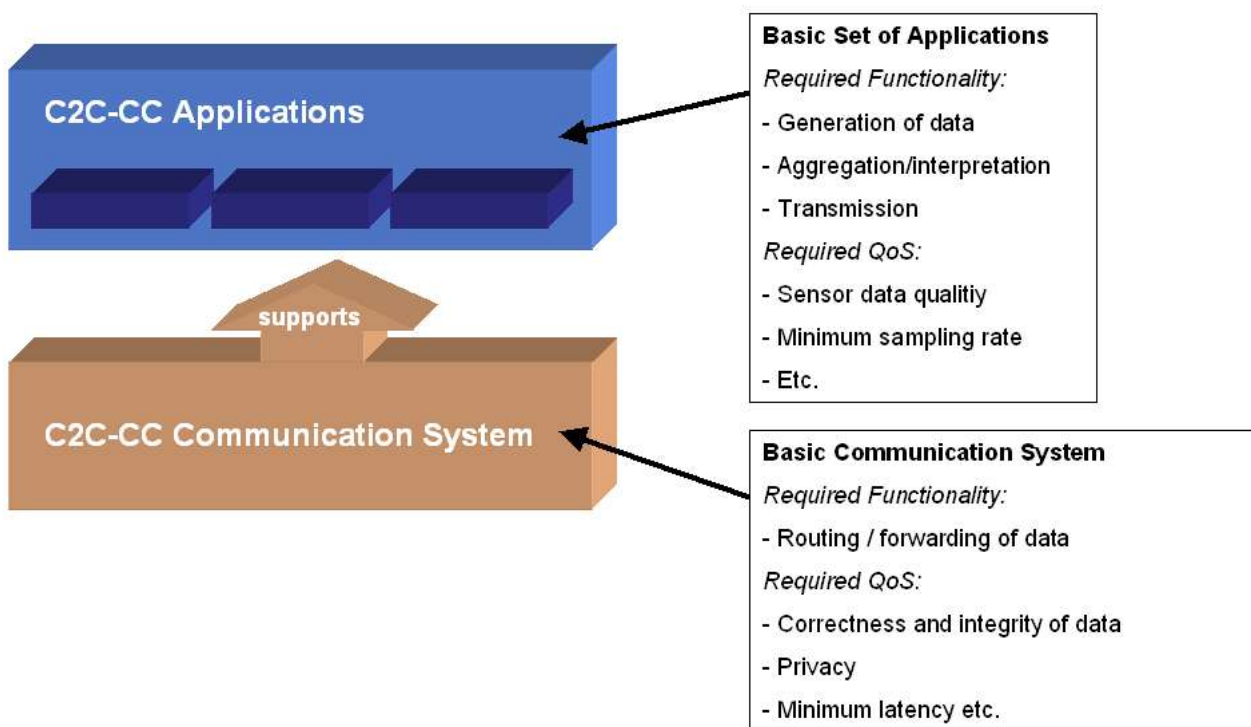 C2C-CC Applications
supports
C2C-CC Communication System
Basic Set of Applications
Required Functionality:
- Generation of data
- Aggregation/interpretation
- Transmission
Required QoS:
- Sensor data qualitiy
- Minimum sampling rate
- Etc.
Basic Communication System
Required Functionality:
- Routing / forwarding of data
Required QoS:
- Correctness and integrity of data
- Privacy
- Minimum latency etc.